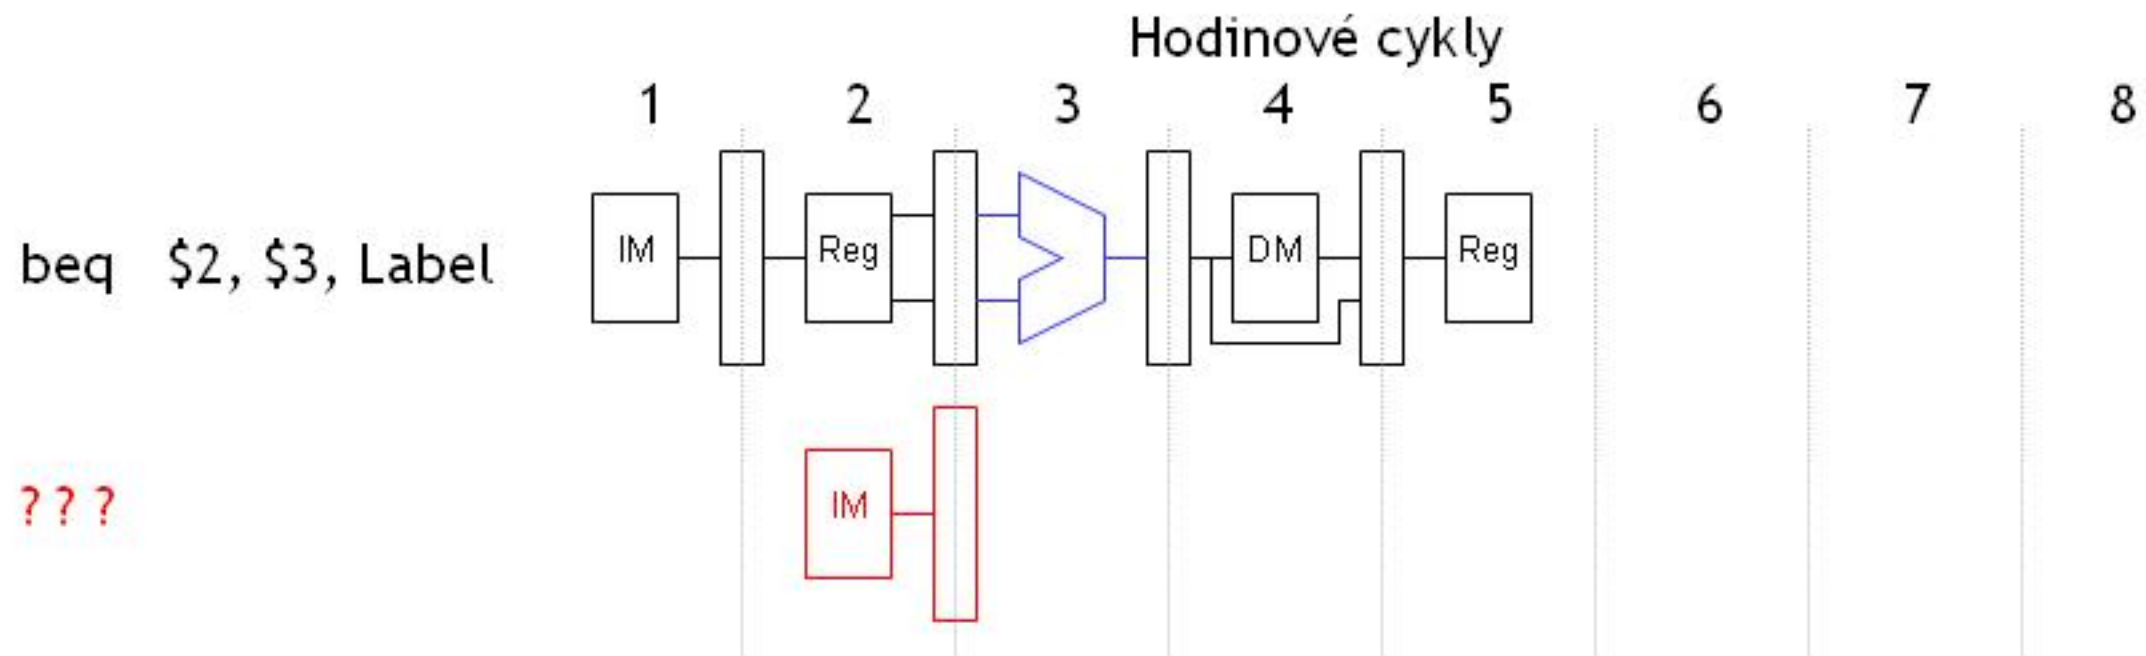 Hodinové cykly
1 2 3 4 5 6 7 8
beq $2, $3, Label IM Reg DM Reg
? ? ? IM